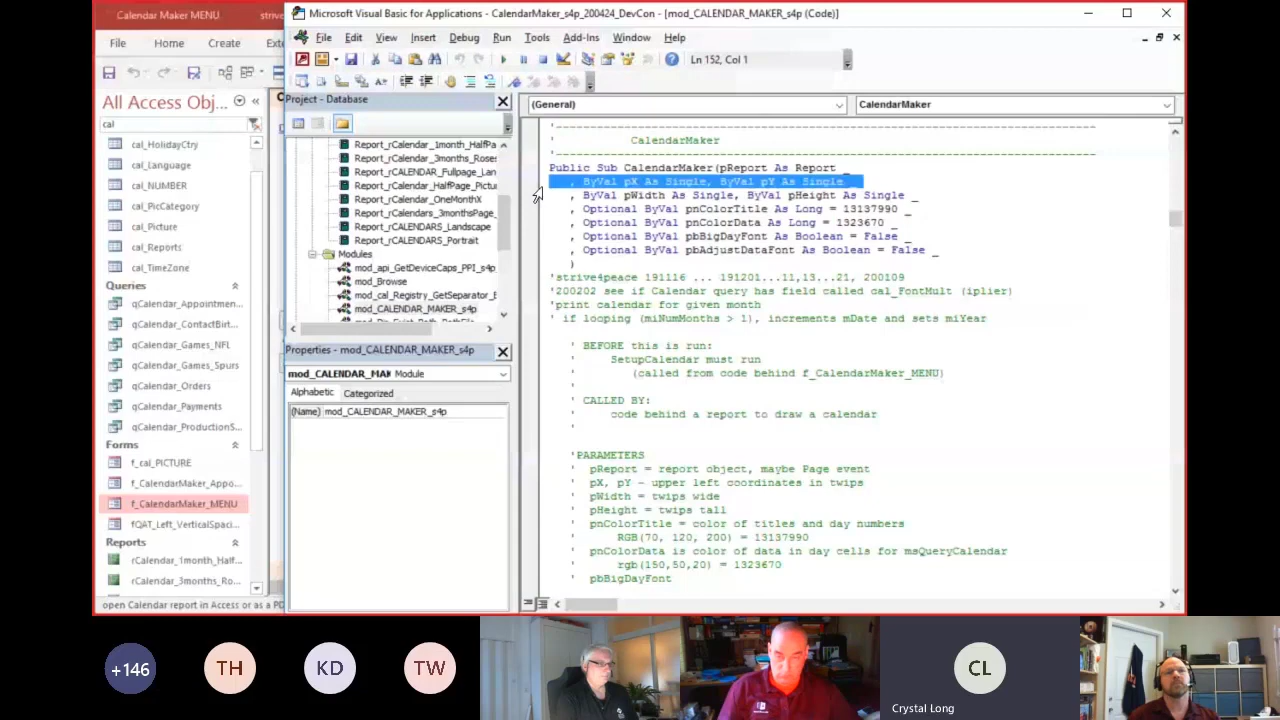 Calendar Maker MENU
strive
Microsoft Visual Basic for Applications - CalendarMaker_s4p_200424_DevCon - [mod_CALENDAR_MAKER_s4p (Code)]
File
Home
Create
Ext
File Edit View Insert Debug Run Tools Add-Ins Window Help
Ln 152, Col 1
All Access Obj...
cal
cal_HolidayCtry
cal_Language
cal_NUMBER
cal_PicCategory
cal_Picture
cal_Reports
cal_TimeZone
Queries
qCalendar_Appointmen...
qCalendar_ContactBirt...
qCalendar_Games_NFL
qCalendar_Games_Spurs
qCalendar_Orders
qCalendar_Payments
qCalendar_ProductionS...
Forms
f_cal_PICTURE
f_CalendarMaker_Appo...
f_CalendarMaker_MENU
fQAT_Left_VerticalSpaci...
Reports
rCalendar_1month_Half...
rCalendar_3months_Ro...
open Calendar report in Access or as a PD
Project - Database
Report_rCalendar_1month_HalfPa
Report_rCalendar_3months_Roses
Report_rCALENDAR_Fullpage_Lan
Report_rCalendar_HalfPage_Pictu
Report_rCalendar_OneMonthX
Report_rCalendars_3monthsPage_
Report_rCALENDARS_Landscape
Report_rCALENDARS_Portrait
Modules
mod_api_GetDeviceCaps_PPI_s4p
mod_Browse
mod_cal_Registry_GetSeparator_E
mod_CALENDAR_MAKER_s4p
Properties - mod_CALENDAR_MAKER_s4p
mod_CALENDAR_MAK Module
Alphabetic Categorized
(Name) mod_CALENDAR_MAKER_s4p
(General)
CalendarMaker
'------------------------------------------------------------------------------
' CalendarMaker
'------------------------------------------------------------------------------
Public Sub CalendarMaker(pReport As Report _
, ByVal pX As Single, ByVal pY As Single _
, ByVal pWidth As Single, ByVal pHeight As Single _
, Optional ByVal pnColorTitle As Long = 13137990 _
, Optional ByVal pnColorData As Long = 1323670 _
, Optional ByVal pbBigDayFont As Boolean = False _
, Optional ByVal pbAdjustDataFont As Boolean = False _
)
'strive4peace 191116 ... 191201...11,13...21, 200109
'200202 see if Calendar query has field called cal_FontMult (iplier)
'print calendar for given month
' if looping (miNumMonths > 1), increments mDate and sets miYear
' BEFORE this is run:
' SetupCalendar must run
' (called from code behind f_CalendarMaker_MENU)
'
' CALLED BY:
' code behind a report to draw a calendar
'
'PARAMETERS
' pReport = report object, maybe Page event
' pX, pY - upper left coordinates in twips
' pWidth = twips wide
' pHeight = twips tall
' pnColorTitle = color of titles and day numbers
' RGB(70, 120, 200) = 13137990
' pnColorData is color of data in day cells for msQueryCalendar
' rgb(150,50,20) = 1323670
' pbBigDayFont
+146
TH
KD
TW
CL
Crystal Long